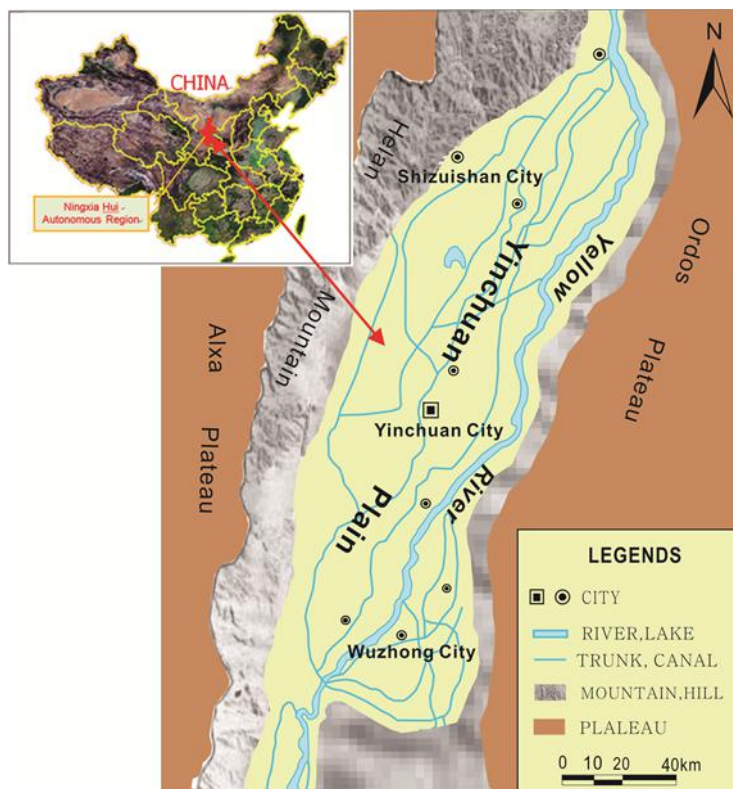 CHINA
Ningxia Hui -
Autonomous Region-
N
Helan
Mountain
Shizuishan City
Yinchuan
Plain
Yellow
River
Ordos
Plateau
Alxa
Plateau
Yinchuan City
Wuzhong City
LEGENDS
CITY
RIVER,LAKE
TRUNK, CANAL
MOUNTAIN,HILL
PLALEAU
0 10 20 40km